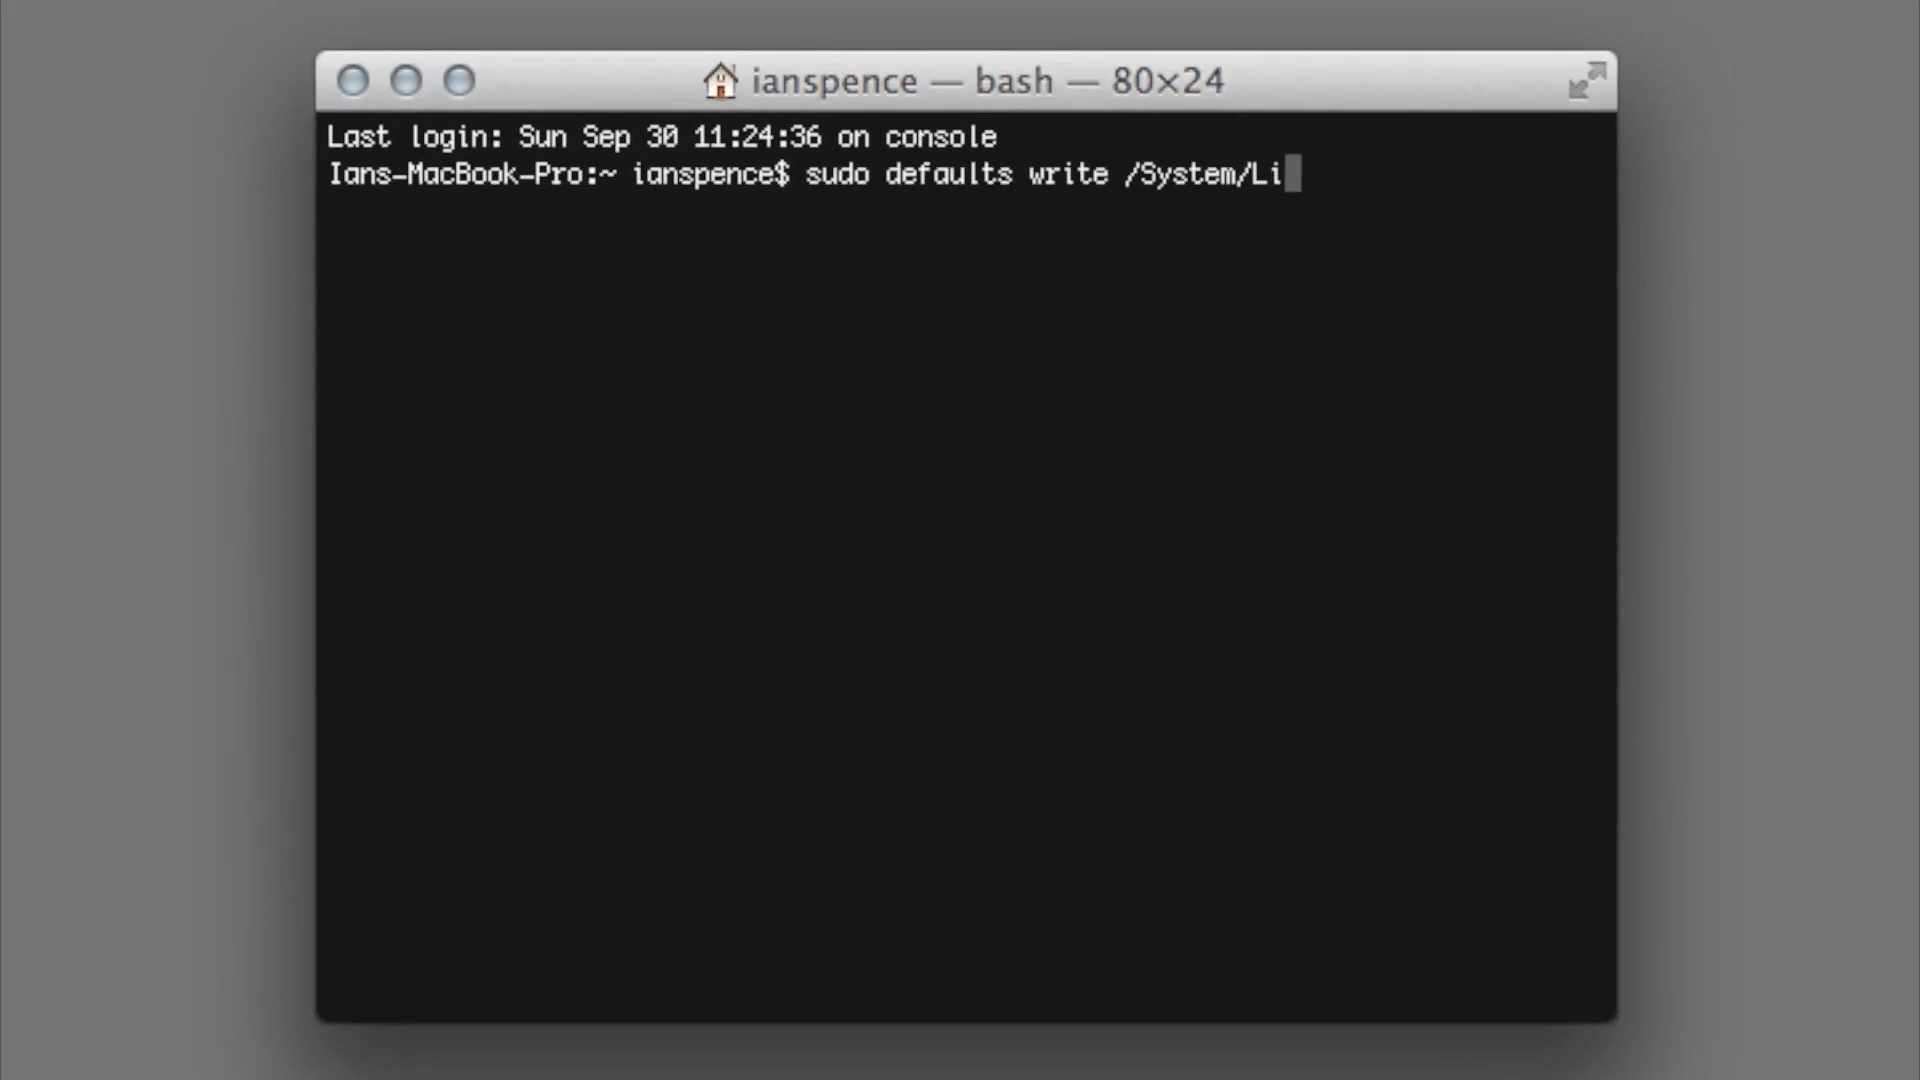 ianspence — bash — 80×24
Last login: Sun Sep 30 11:24:36 on console
Ians-MacBook-Pro:~ ianspence$ sudo defaults write /System/Li